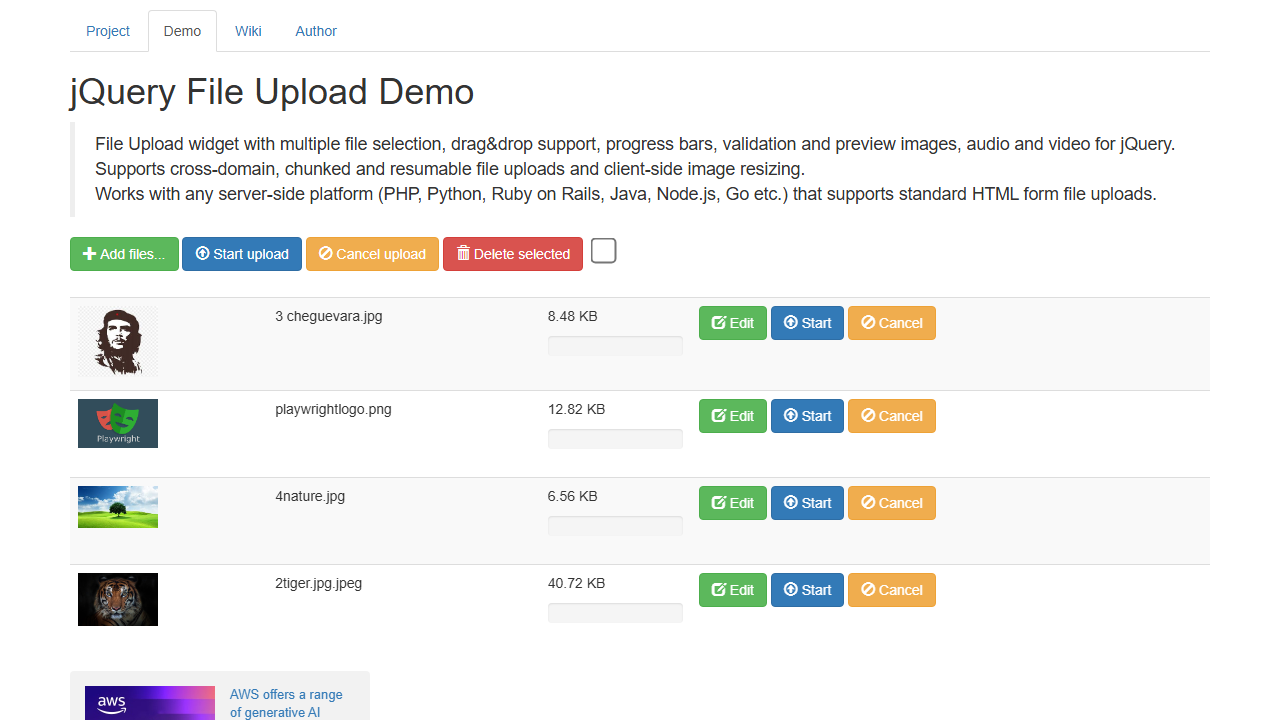 Project Demo Wiki Author
jQuery File Upload Demo
File Upload widget with multiple file selection, drag&drop support, progress bars, validation and preview images, audio and video for jQuery.
Supports cross-domain, chunked and resumable file uploads and client-side image resizing.
Works with any server-side platform (PHP, Python, Ruby on Rails, Java, Node.js, Go etc.) that supports standard HTML form file uploads.
Add files... Start upload Cancel upload Delete selected
3 cheguevara.jpg 8.48 KB Edit Start Cancel
playwrightlogo.png 12.82 KB Edit Start Cancel
Playwright
4nature.jpg 6.56 KB Edit Start Cancel
2tiger.jpg.jpeg 40.72 KB Edit Start Cancel
aws
AWS offers a range
of generative AI